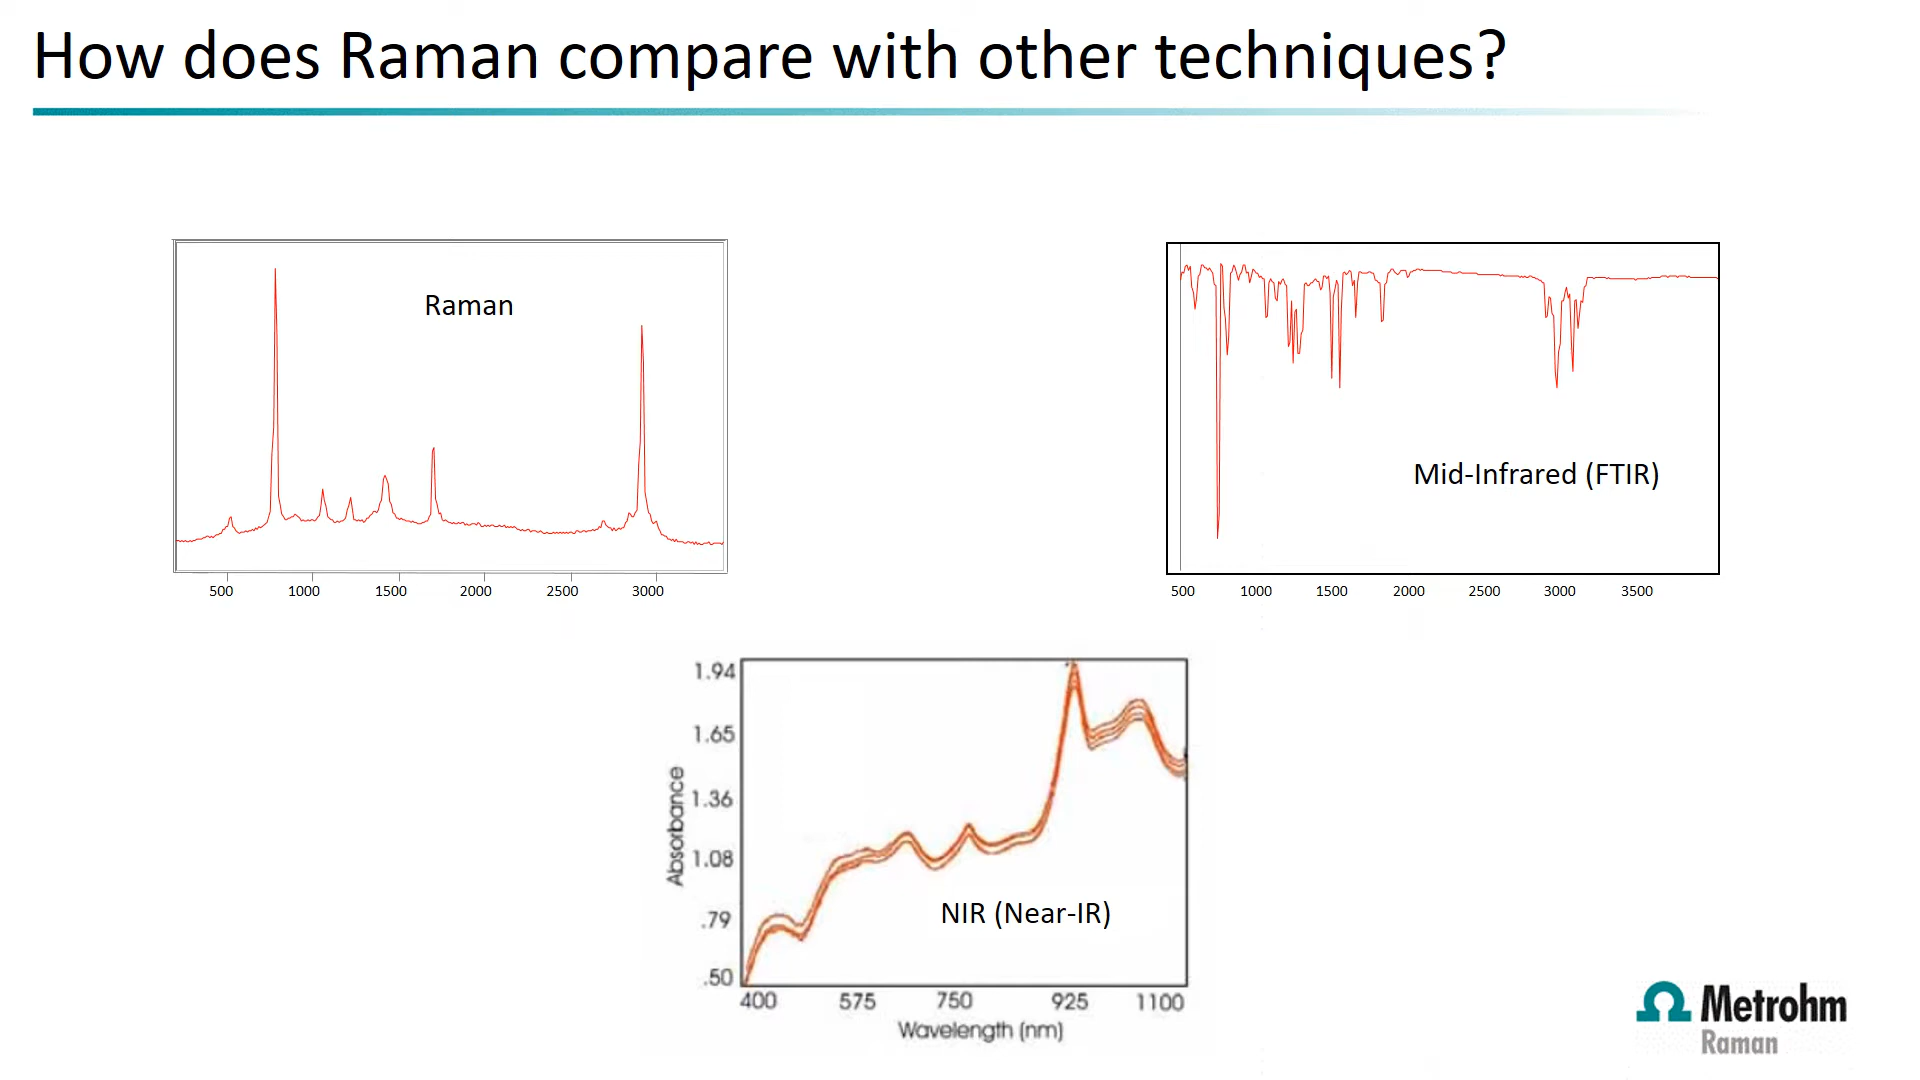 How does Raman compare with other techniques?
Raman
500 1000 1500 2000 2500 3000
Mid-Infrared (FTIR)
500 1000 1500 2000 2500 3000 3500
1.94
1.65
1.36
1.08
.79
.50
Absorbance
NIR (Near-IR)
400 575 750 925 1100
Wavelength (nm)
Metrohm
Raman